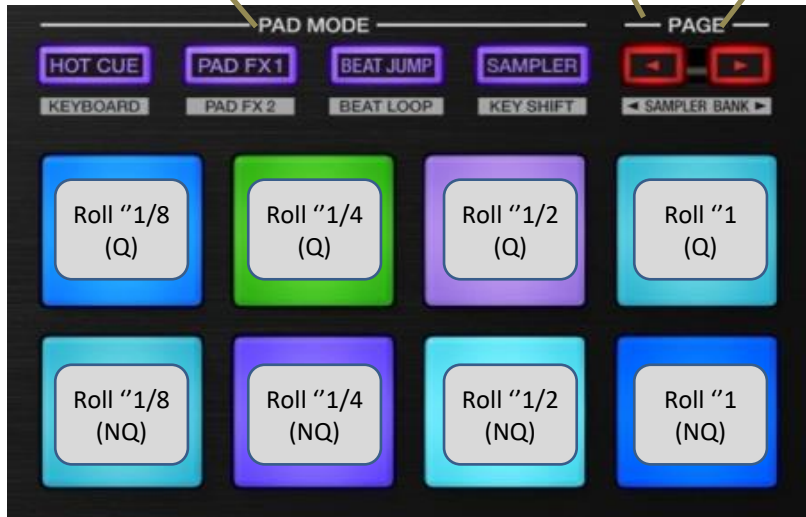 PAD MODE
PAGE
HOT CUE
PAD FX1
BEAT JUMP
SAMPLER
◄
►
KEYBOARD
PAD FX 2
BEAT LOOP
KEY SHIFT
◄ SAMPLER BANK ►
Roll ‘’1/8
(Q)
Roll ‘’1/4
(Q)
Roll ‘’1/2
(Q)
Roll ‘’1
(Q)
Roll ‘’1/8
(NQ)
Roll ‘’1/4
(NQ)
Roll ‘’1/2
(NQ)
Roll ‘’1
(NQ)